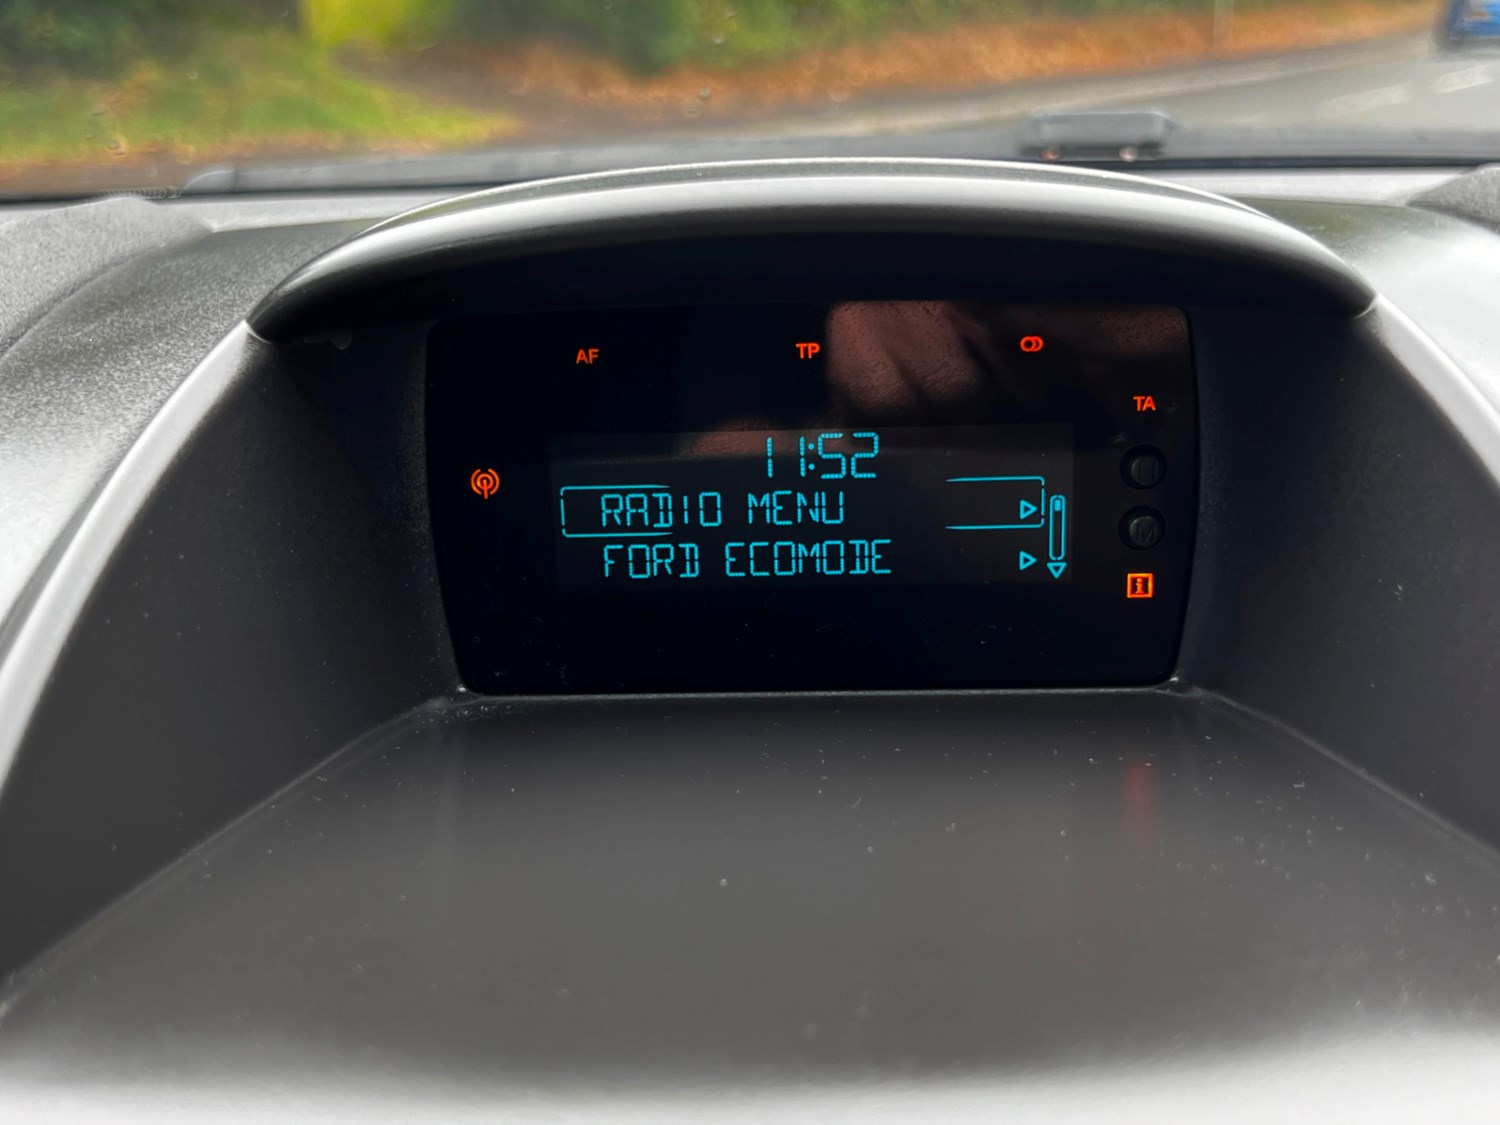 AF
TP
TA
11:52
RADIO MENU
FORD ECOMODE
i